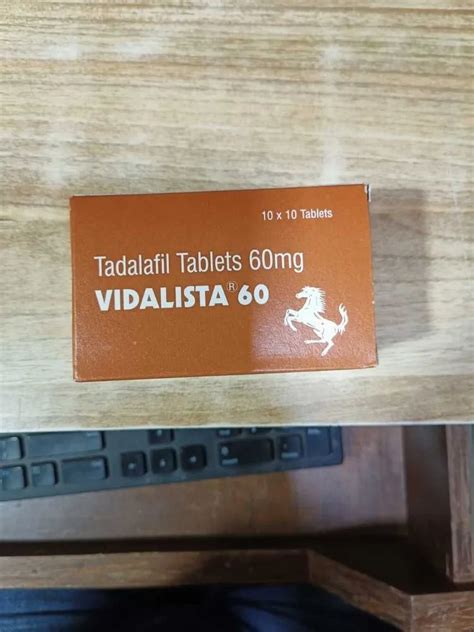 10 x 10 Tablets
Tadalafil Tablets 60mg
VIDALISTA® 60